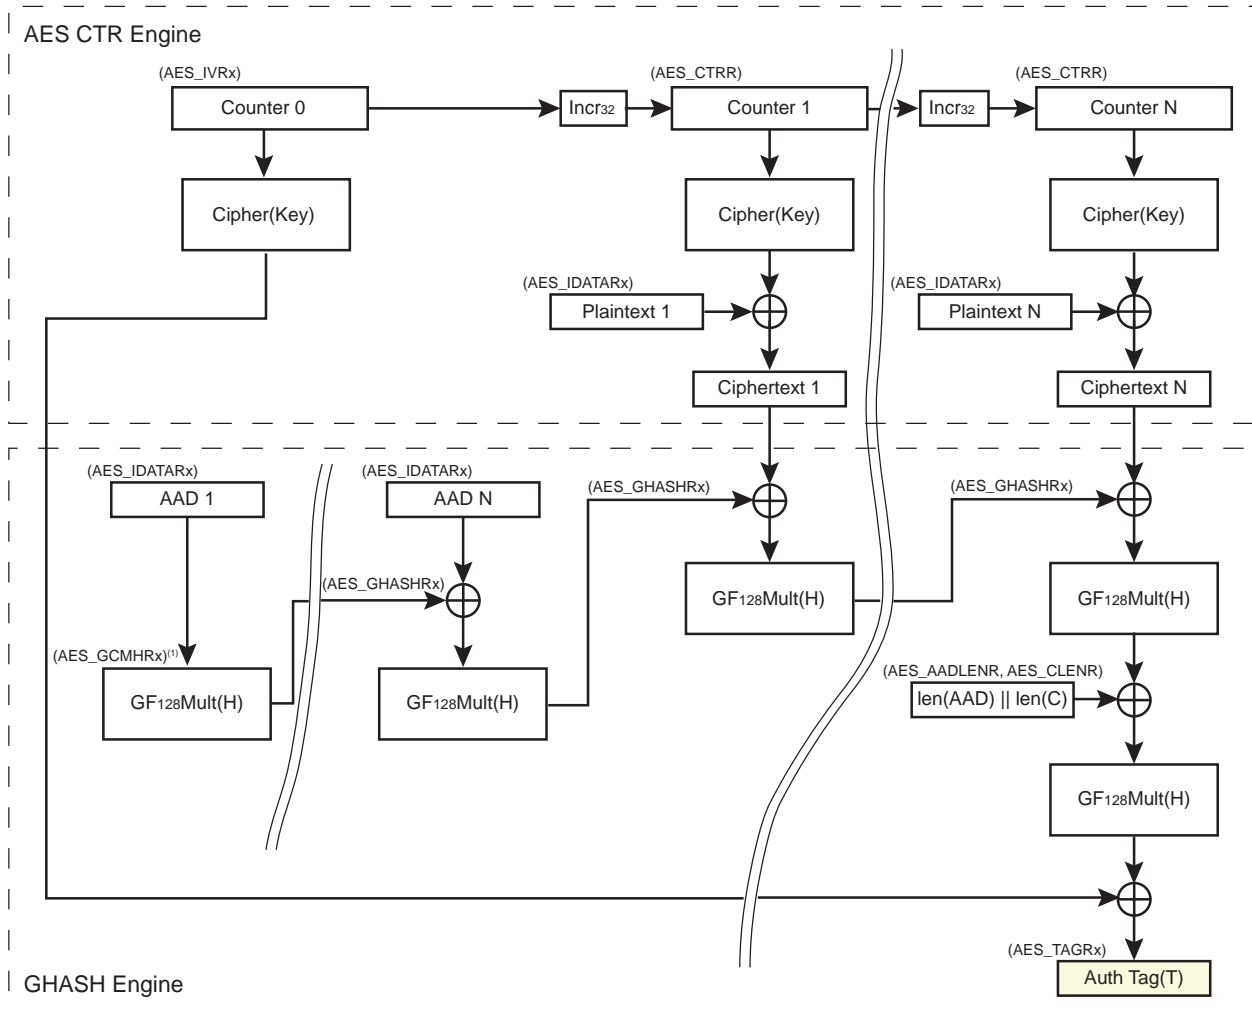 AES CTR Engine
(AES_IVRx)
(AES_CTRR)
(AES_CTRR)
Counter 0
Incr32
Counter 1
Incr32
Counter N
Cipher(Key)
Cipher(Key)
Cipher(Key)
(AES_IDATARx)
(AES_IDATARx)
Plaintext 1
Plaintext N
Ciphertext 1
Ciphertext N
(AES_IDATARx)
(AES_IDATARx)
AAD 1
AAD N
(AES_GHASHRx)
(AES_GHASHRx)
(AES_GHASHRx)
GF128Mult(H)
GF128Mult(H)
(AES_GCMHRx)(1)
GF128Mult(H)
GF128Mult(H)
(AES_AADLENR, AES_CLENR)
len(AAD) || len(C)
GF128Mult(H)
(AES_TAGRx)
Auth Tag(T)
GHASH Engine